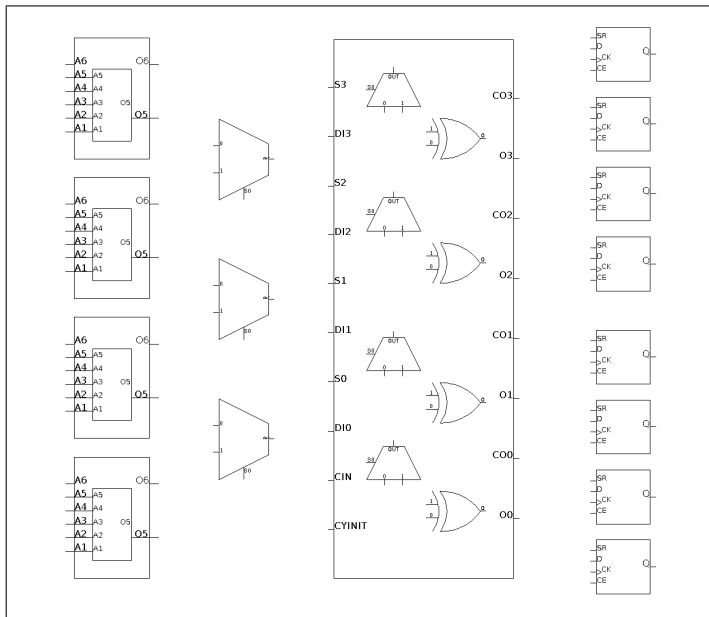 A6 O6
A5 A5
A4 A4
A3 A3 O5
A2 A2 O5
A1 A1
A6 O6
A5 A5
A4 A4
A3 A3 O5
A2 A2 O5
A1 A1
A6 O6
A5 A5
A4 A4
A3 A3 O5
A2 A2 O5
A1 A1
A6 O6
A5 A5
A4 A4
A3 A3 O5
A2 A2 O5
A1 A1
0
1
S0
0
1
S0
0
1
S0
S3
DI3
S2
DI2
S1
DI1
S0
DI0
CIN
CYINIT
OUT
S0
0 1
1
0
O
OUT
S0
0 1
1
0
O
OUT
S0
0 1
1
0
O
OUT
S0
0 1
1
0
O
CO3
O3
CO2
O2
CO1
O1
CO0
O0
SR
D Q
CK
CE
SR
D Q
CK
CE
SR
D Q
CK
CE
SR
D Q
CK
CE
SR
D Q
CK
CE
SR
D Q
CK
CE
SR
D Q
CK
CE
SR
D Q
CK
CE